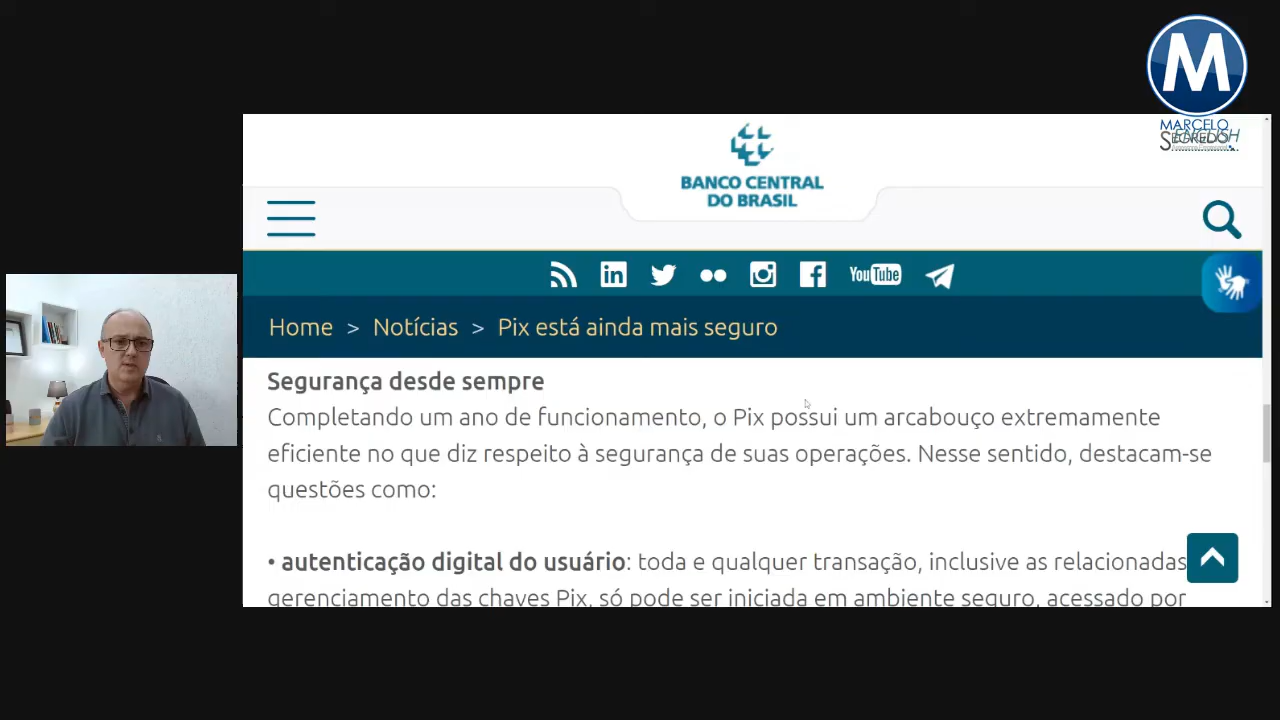 M
MARCELO
SEGREDO
ENGLISH
BANCO CENTRAL
DO BRASIL
in
YouTube
Home > Notícias > Pix está ainda mais seguro
Segurança desde sempre
Completando um ano de funcionamento, o Pix possui um arcabouço extremamente
eficiente no que diz respeito à segurança de suas operações. Nesse sentido, destacam-se
questões como:
• autenticação digital do usuário: toda e qualquer transação, inclusive as relacionadas
gerenciamento das chaves Pix, só pode ser iniciada em ambiente seguro, acessado por